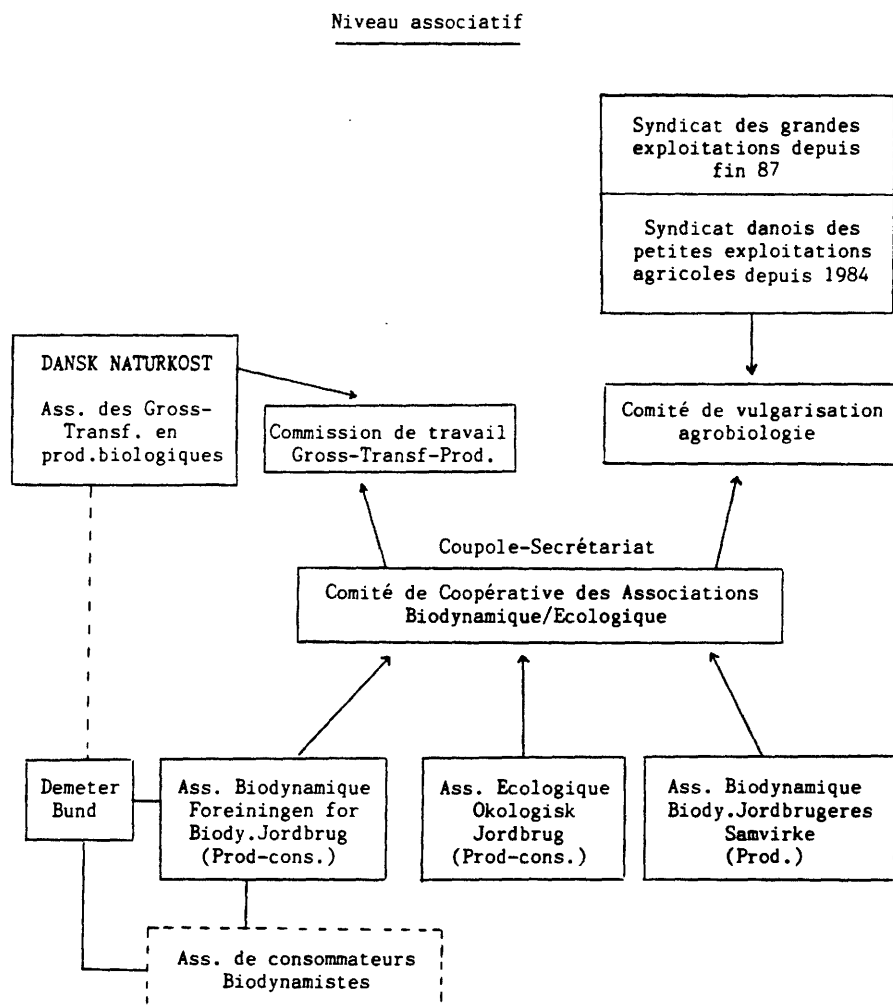 Niveau associatif
Syndicat des grandes
exploitations depuis
fin 87
Syndicat danois des
petites exploitations
agricoles depuis 1984
DANSK NATURKOST
Ass. des Gross-
Transf. en
prod.biologiques
Commission de travail
Gross-Transf-Prod.
Comité de vulgarisation
agrobiologie
Coupole-Secrétariat
Comité de Coopérative des Associations
Biodynamique/Ecologique
Demeter
Bund
Ass. Biodynamique
Foreiningen for
Biody.Jordbrug
(Prod-cons.)
Ass. Ecologique
Okologisk
Jordbrug
(Prod-cons.)
Ass. Biodynamique
Biody.Jordbrugeres
Samvirke
(Prod.)
Ass. de consommateurs
Biodynamistes